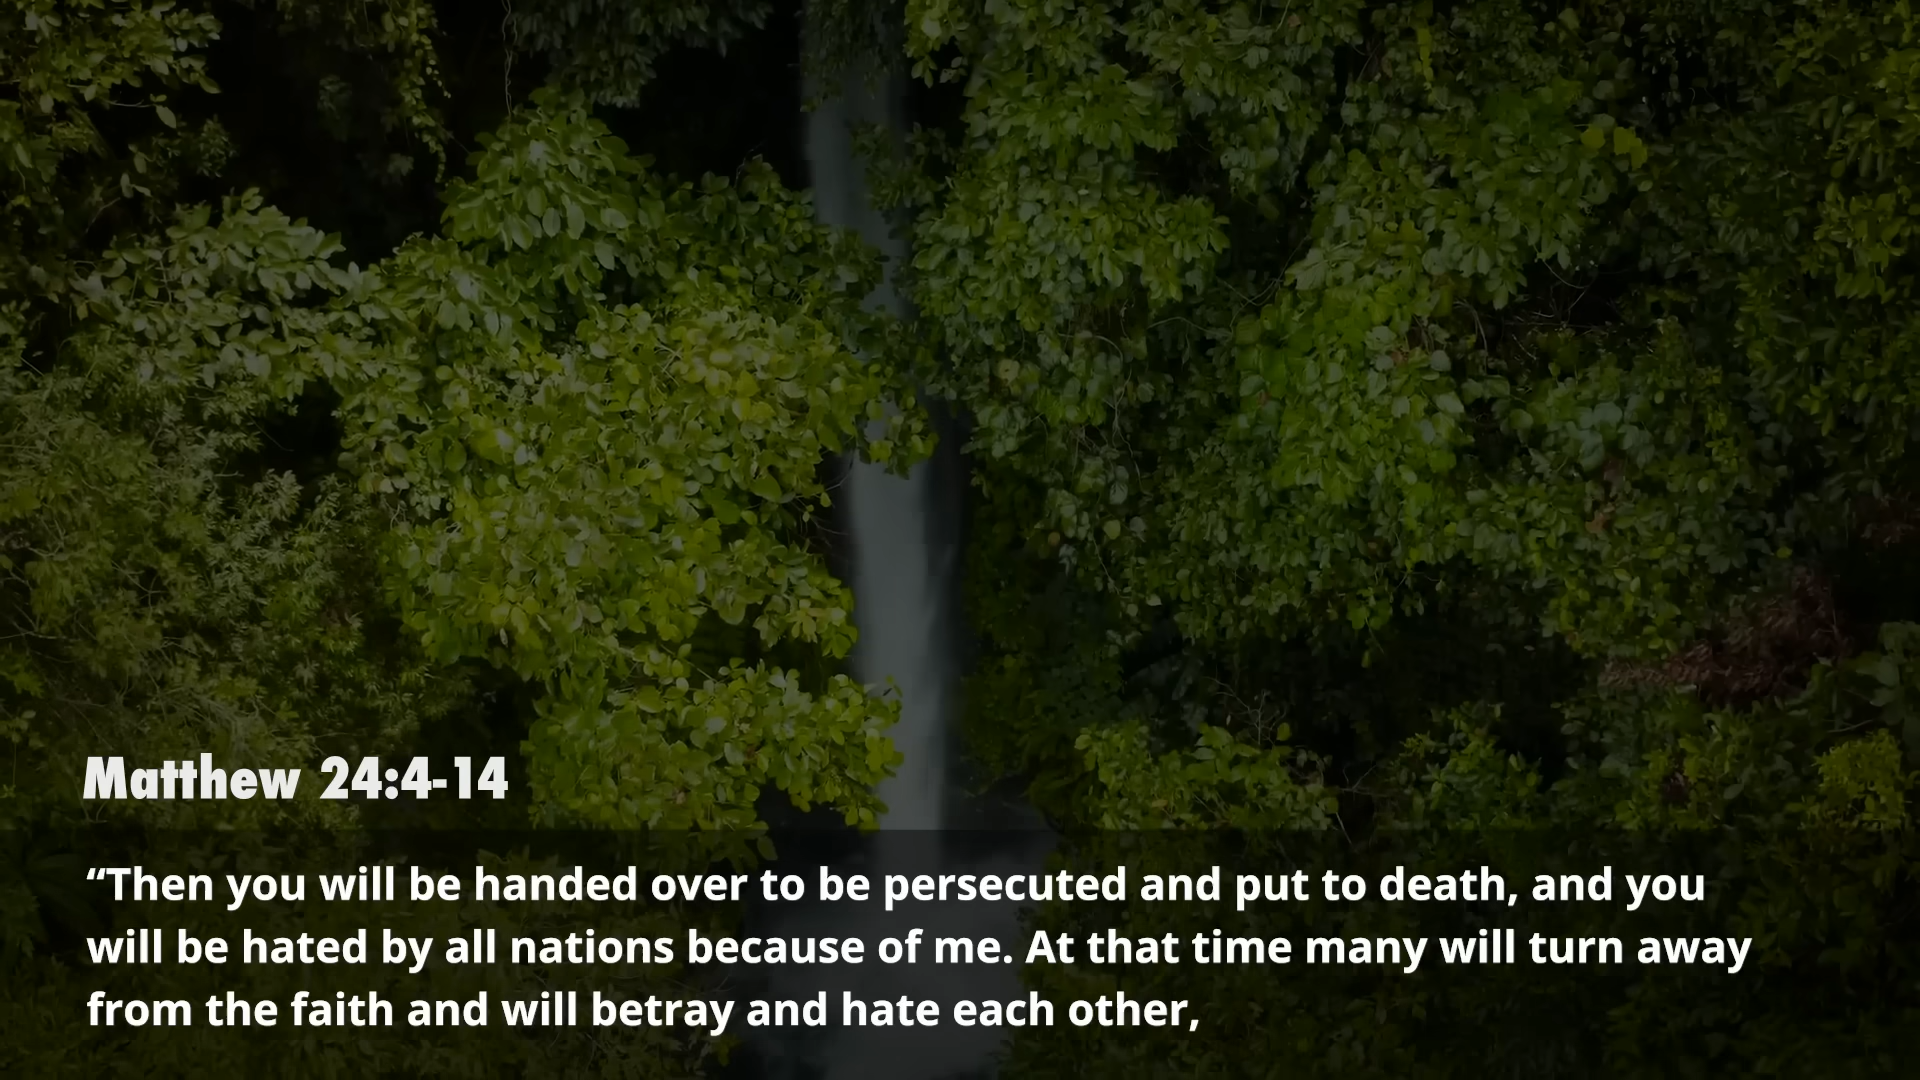 Matthew 24:4-14
“Then you will be handed over to be persecuted and put to death, and you
will be hated by all nations because of me. At that time many will turn away
from the faith and will betray and hate each other,